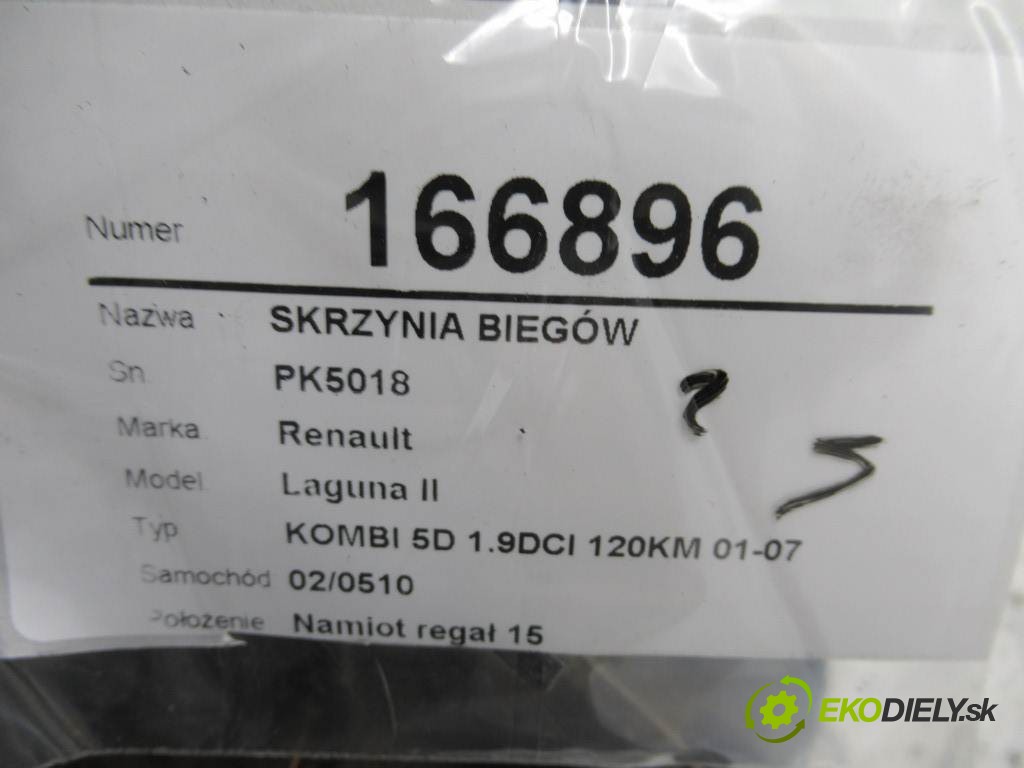 Numer 166896
Nazwa SKRZYNIA BIEGÓW
Sn PK5018
Marka Renault
Model Laguna II
Typ KOMBI 5D 1.9DCI 120KM 01-07
Samochód 02/0510
Położenie Namiot regał 15
? 5
EKODIELY.sk